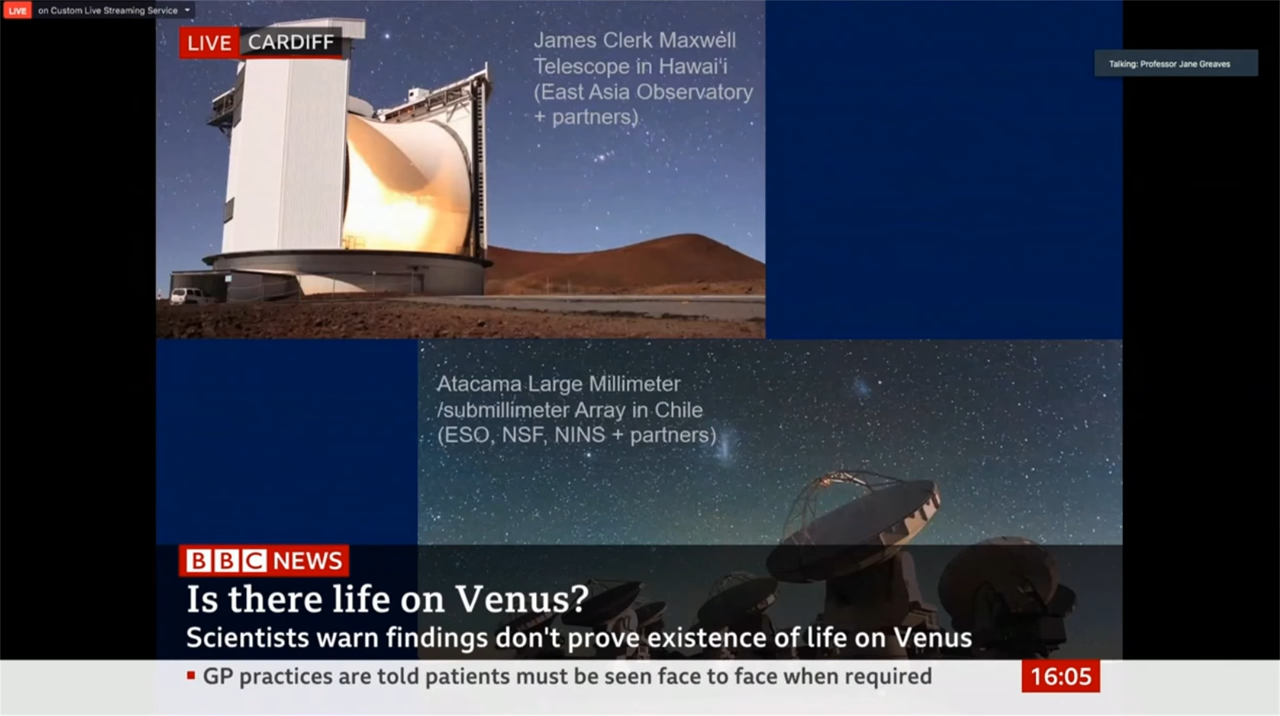 LIVE on Custom Live Streaming Service
LIVE CARDIFF
James Clerk Maxwell
Telescope in Hawai'i
(East Asia Observatory
+ partners)
Talking: Professor Jane Greaves
Atacama Large Millimeter
/submillimeter Array in Chile
(ESO, NSF, NINS + partners)
BBC NEWS
Is there life on Venus?
Scientists warn findings don't prove existence of life on Venus
GP practices are told patients must be seen face to face when required
16:05